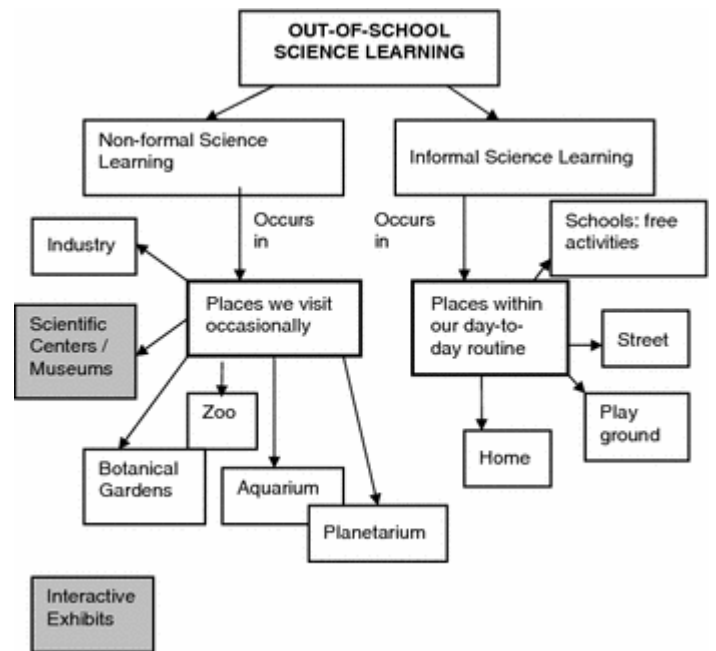 OUT-OF-SCHOOL
SCIENCE LEARNING
Non-formal Science
Learning
Informal Science Learning
Occurs
in
Occurs
in
Industry
Schools: free
activities
Places we visit
occasionally
Places within
our day-to-
day routine
Scientific
Centers /
Museums
Street
Zoo
Play
ground
Botanical
Gardens
Aquarium
Home
Planetarium
Interactive
Exhibits